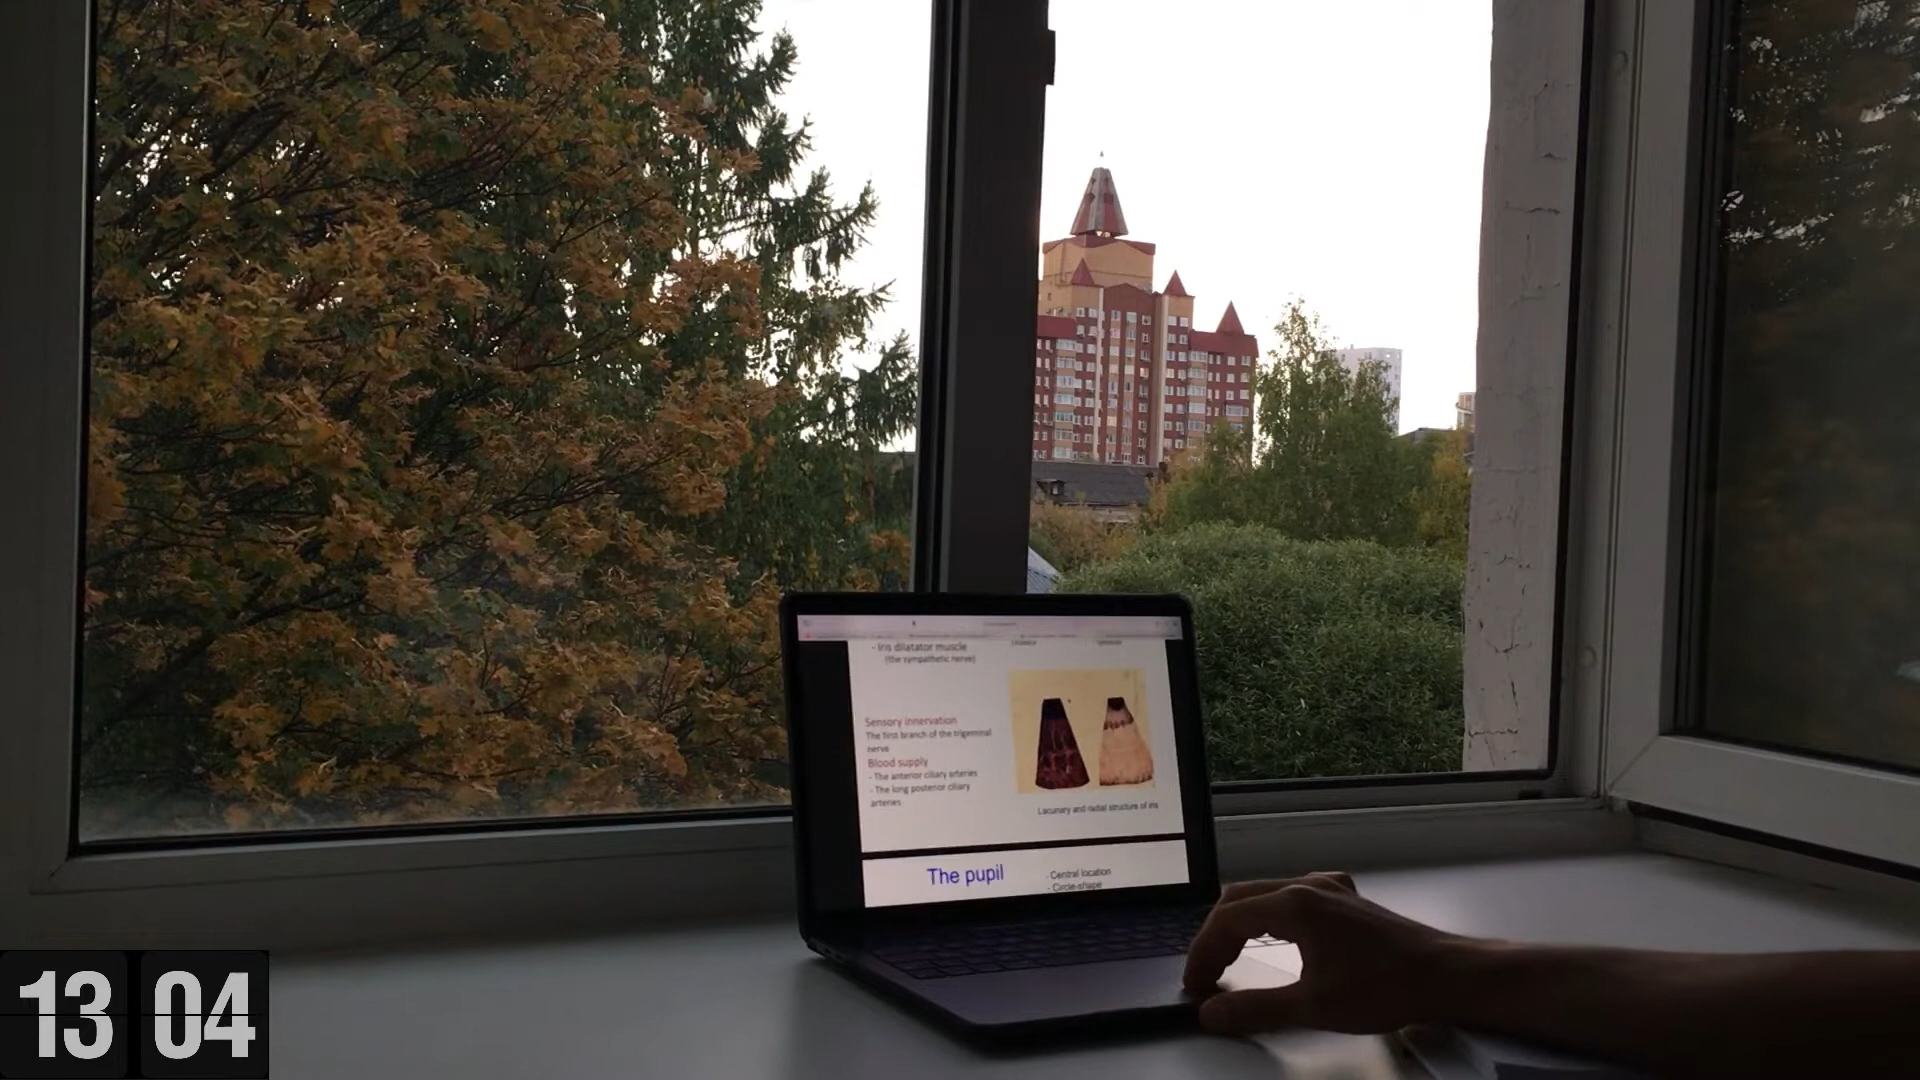 - Iris dilatator muscle
(the sympathetic nerve)
Sensory innervation
The first branch of the trigeminal
nerve
Blood supply
- The anterior ciliary arteries
- The long posterior ciliary
arteries
Lacunary and radial structure of iris
The pupil
- Central location
- Circle-shape
13 04